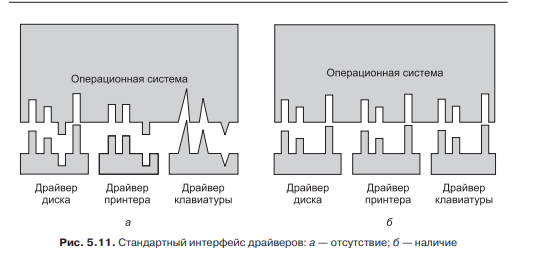 Операционная система
Операционная система
Драйвер
диска
Драйвер
принтера
Драйвер
клавиатуры
Драйвер
диска
Драйвер
принтера
Драйвер
клавиатуры
а
б
Рис. 5.11. Стандартный интерфейс драйверов: а — отсутствие; б — наличие